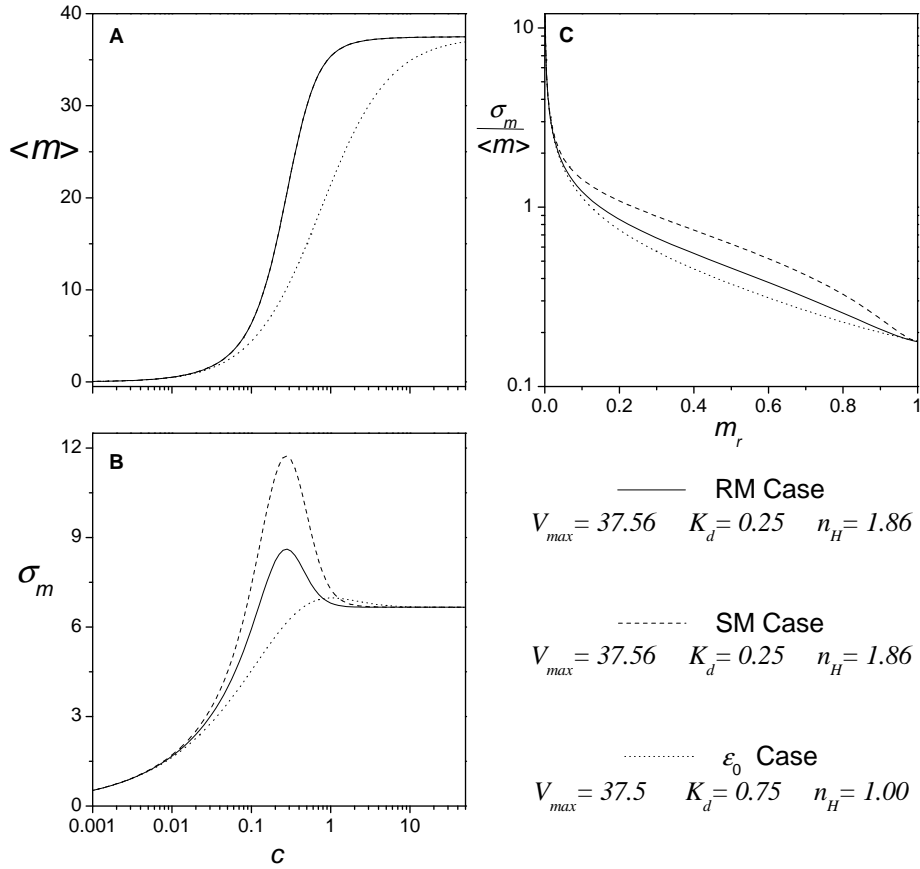 A
40
30
20
10
0
<m>
B
12
9
6
3
0
σm
0.001 0.01 0.1 1 10
c
C
10
1
0.1
σm
<m>
0.0 0.2 0.4 0.6 0.8 1
mr
RM Case
Vmax= 37.56 Kd= 0.25 nH= 1.86
SM Case
Vmax= 37.56 Kd= 0.25 nH= 1.86
ε0 Case
Vmax= 37.5 Kd= 0.75 nH= 1.00